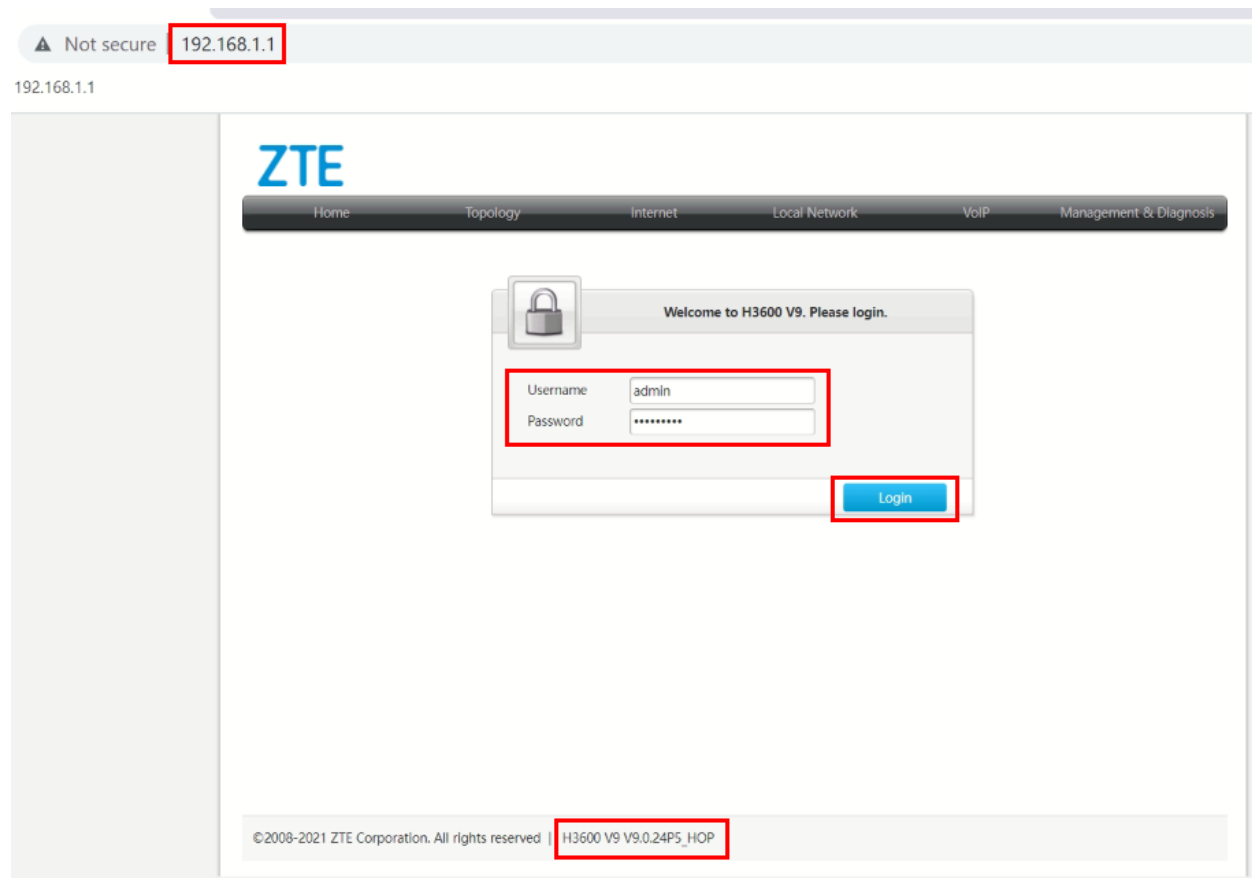 Not secure | 192.168.1.1
192.168.1.1
ZTE
Home Topology Internet Local Network VoIP Management & Diagnosis
Welcome to H3600 V9. Please login.
Username admin
Password •••••••••
Login
©2008-2021 ZTE Corporation. All rights reserved | H3600 V9 V9.0.24P5_HOP